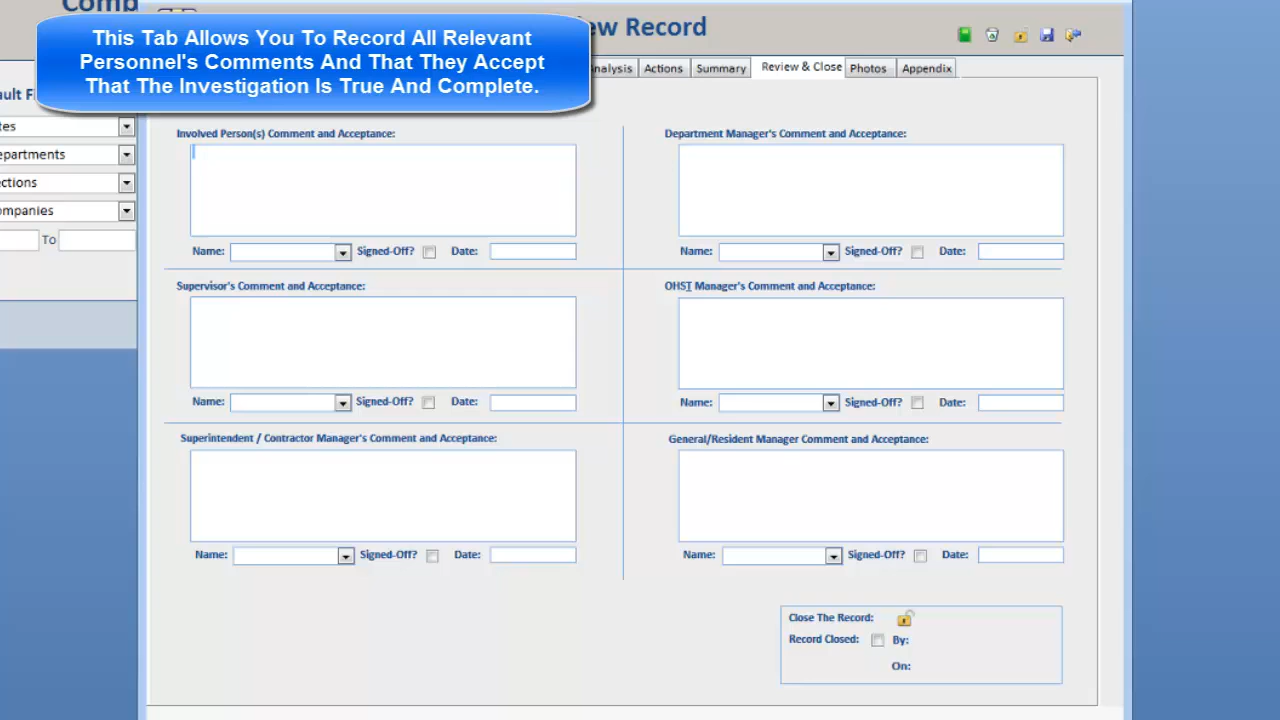 Comp
ew Record
This Tab Allows You To Record All Relevant
Personnel's Comments And That They Accept
That The Investigation Is True And Complete.
nalysis Actions Summary Review & Close Photos Appendix
ault F
tes
epartments
ections
ompanies
To
Involved Person(s) Comment and Acceptance:
Department Manager's Comment and Acceptance:
Name: Signed-Off? Date:
Name: Signed-Off? Date:
Supervisor's Comment and Acceptance:
OHST Manager's Comment and Acceptance:
Name: Signed-Off? Date:
Name: Signed-Off? Date:
Superintendent / Contractor Manager's Comment and Acceptance:
General/Resident Manager Comment and Acceptance:
Name: Signed-Off? Date:
Name: Signed-Off? Date:
Close The Record:
Record Closed: By:
On: